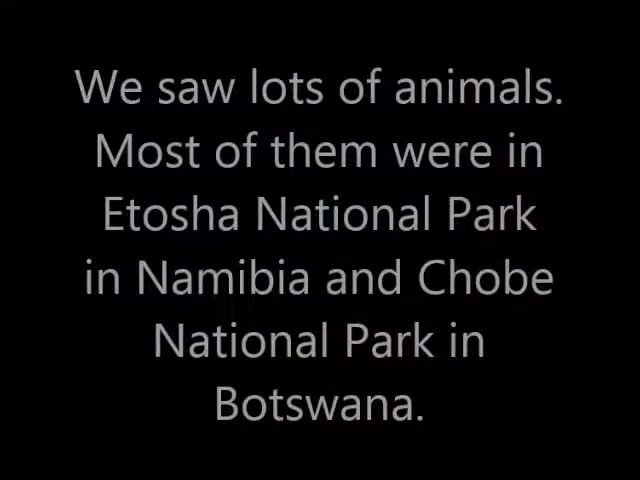 We saw lots of animals.
Most of them were in
Etosha National Park
in Namibia and Chobe
National Park in
Botswana.